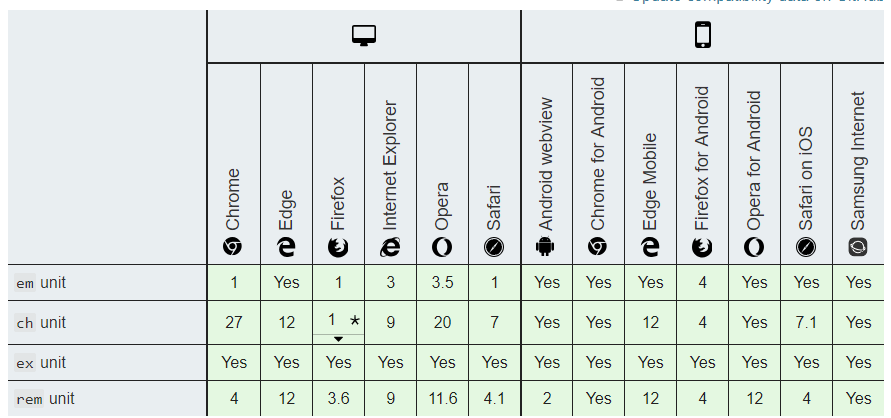 Update compatibility data on GitHub
Chrome
Edge
Firefox
Internet Explorer
Opera
Safari
Android webview
Chrome for Android
Edge Mobile
Firefox for Android
Opera for Android
Safari on iOS
Samsung Internet
em unit 1 Yes 1 3 3.5 1 Yes Yes Yes 4 Yes Yes Yes
ch unit 27 12 1 * 9 20 7 Yes Yes 12 4 Yes 7.1 Yes
ex unit Yes Yes Yes Yes Yes Yes Yes Yes Yes Yes Yes Yes Yes
rem unit 4 12 3.6 9 11.6 4.1 2 Yes 12 4 12 4 Yes